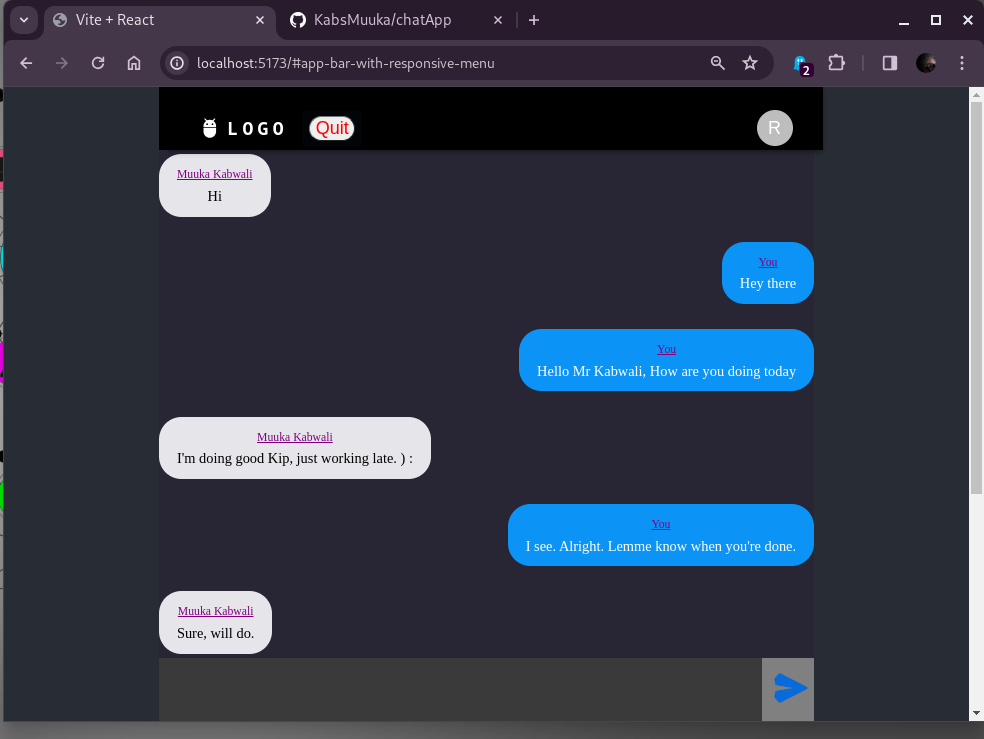 Vite + React
KabsMuuka/chatApp
localhost:5173/#app-bar-with-responsive-menu
2
LOGO
Quit
R
Muuka Kabwali
Hi
You
Hey there
You
Hello Mr Kabwali, How are you doing today
Muuka Kabwali
I'm doing good Kip, just working late. ) :
You
I see. Alright. Lemme know when you're done.
Muuka Kabwali
Sure, will do.